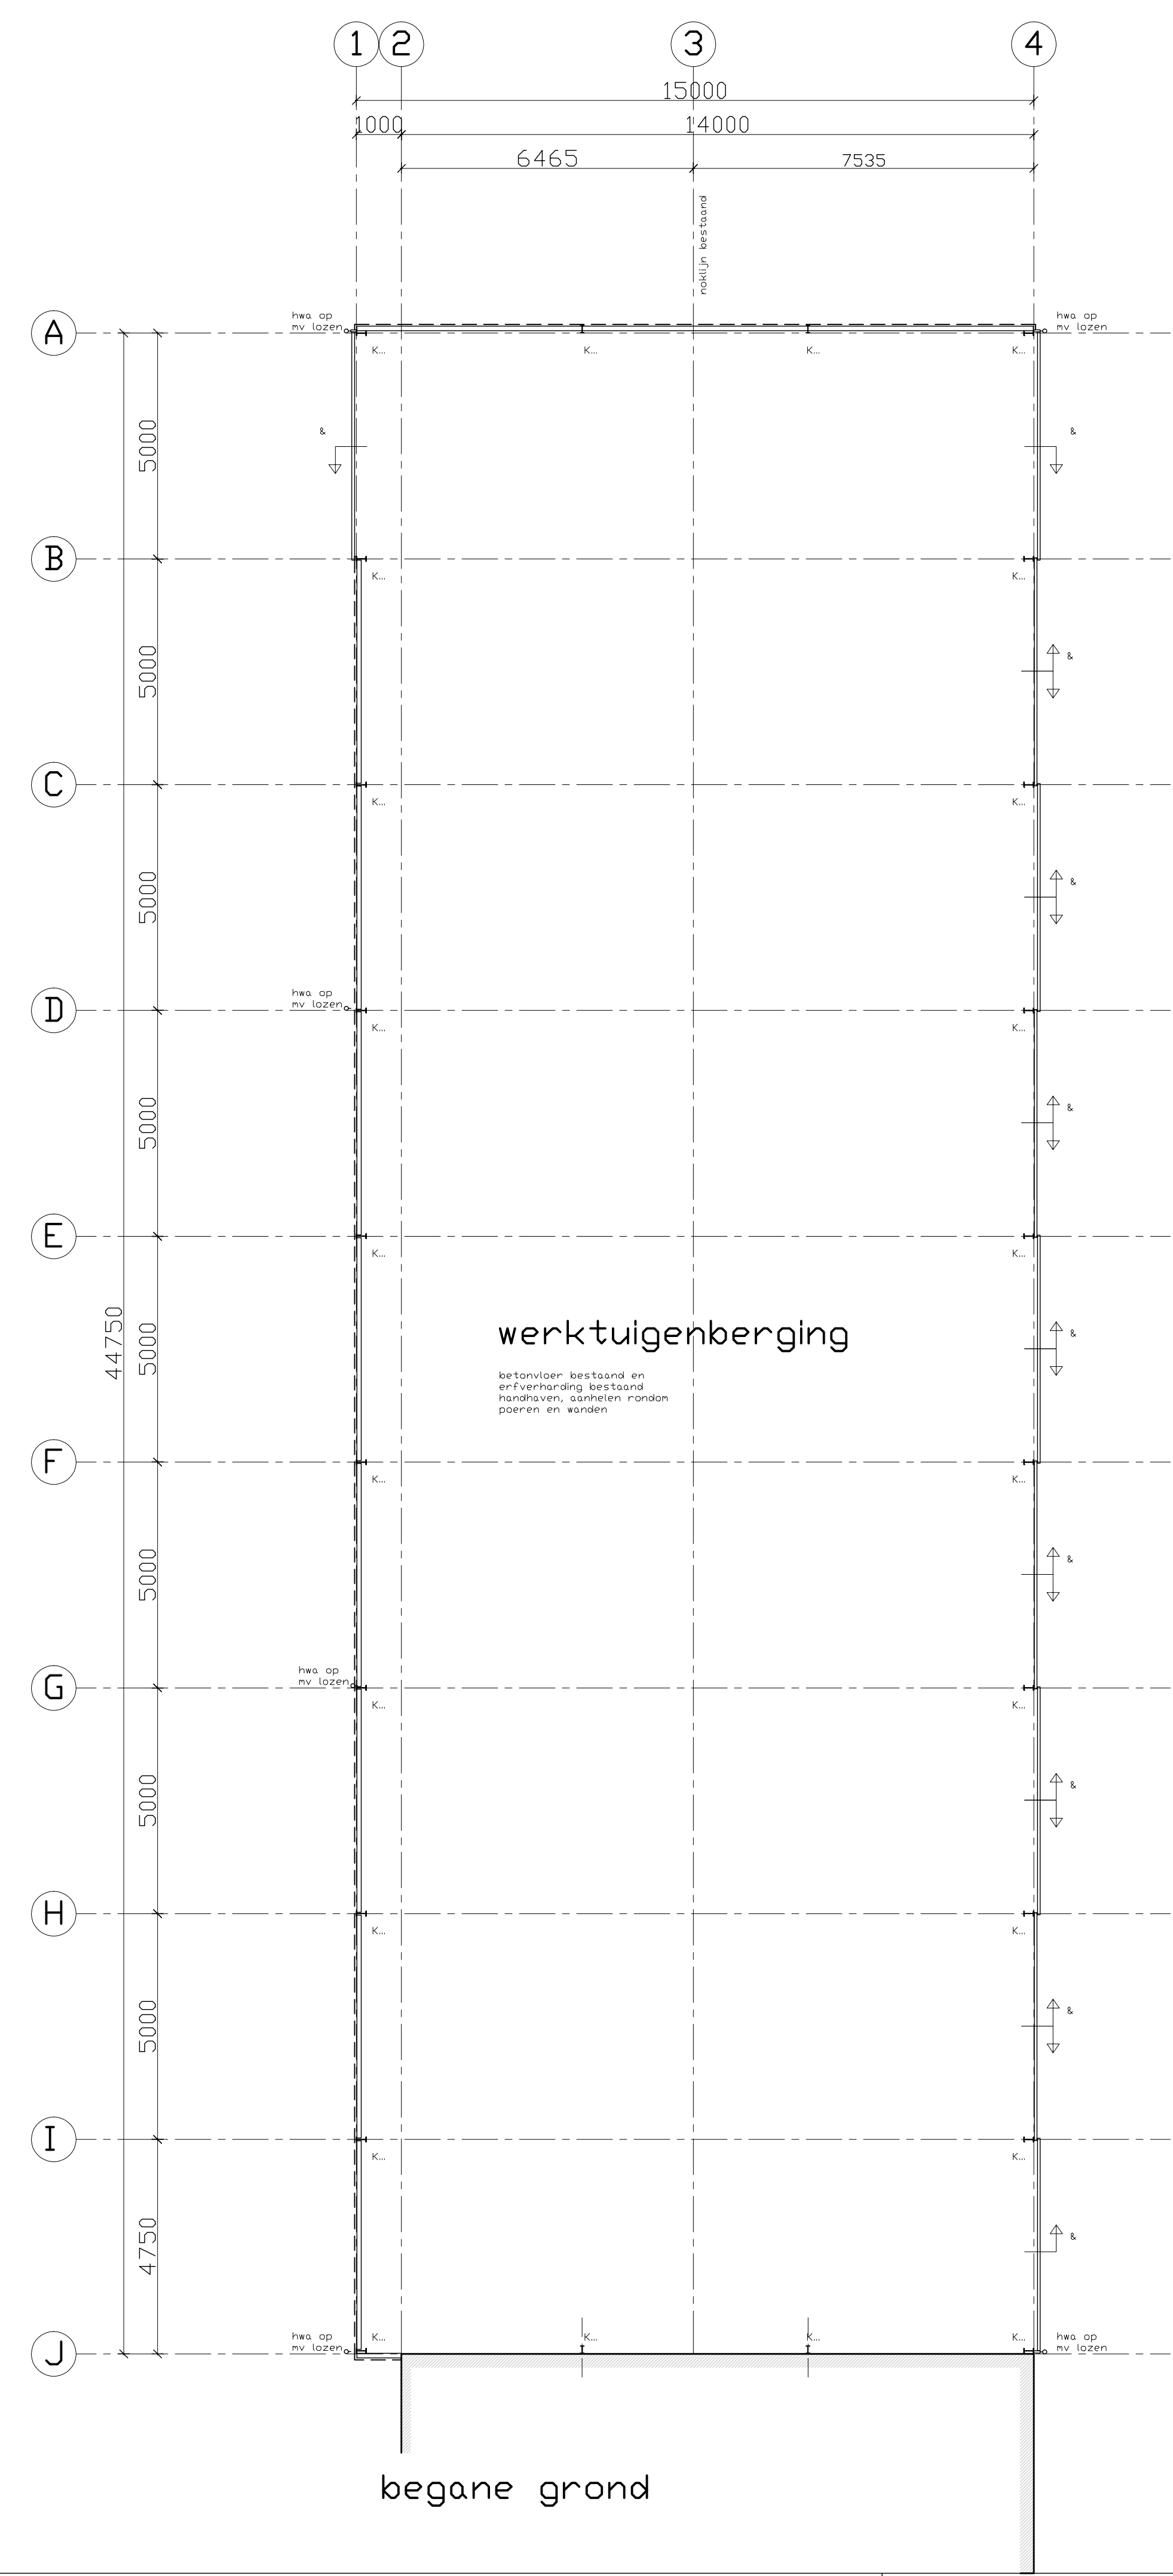 1 2 3 4
15000
1000 14000
6465 7535
noklijn bestaand
hwa op
mv lozen
hwa op
mv lozen
A
K... K... K... K...
5000
& &
B
K... K...
5000
&
C
K... K...
5000
&
hwa op
mv lozen
D
K... K...
5000
&
E
K... K...
44750
5000
werktuigenberging
&
betonvloer bestaand en
erfverharding bestaand
handhaven, aanhelen rondom
poeren en wanden
F
K... K...
5000
&
hwa op
mv lozen
G
K... K...
5000
&
H
K... K...
5000
&
I
K... K...
4750
&
hwa op
mv lozen
K... K... K... K...
hwa op
mv lozen
J
begane grond